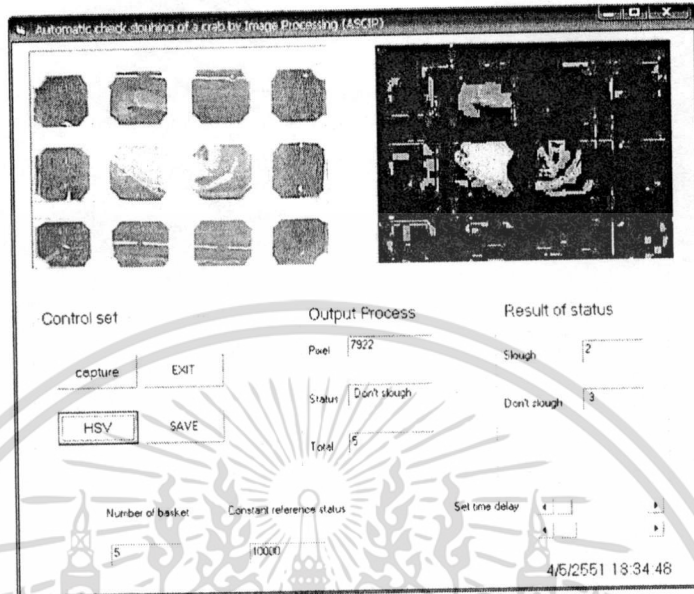 Automatic check slouhing of a crab by Image Processing (ASCIP)
Control set
capture
EXIT
HSV
SAVE
Output Process
Pixel 7922
Status Don't slough
Total 5
Result of status
Slough 2
Don't slough 3
Number of basket
5
Constant reference status
10000
Set time delay
4/5/2551 18:34:48